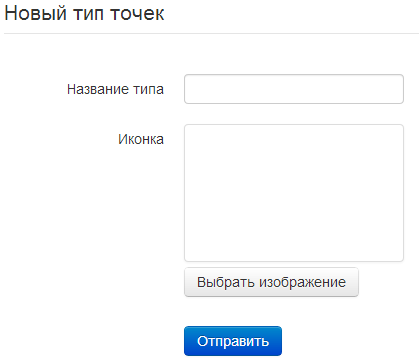 Новый тип точек
Название типа
Иконка
Выбрать изображение
Отправить